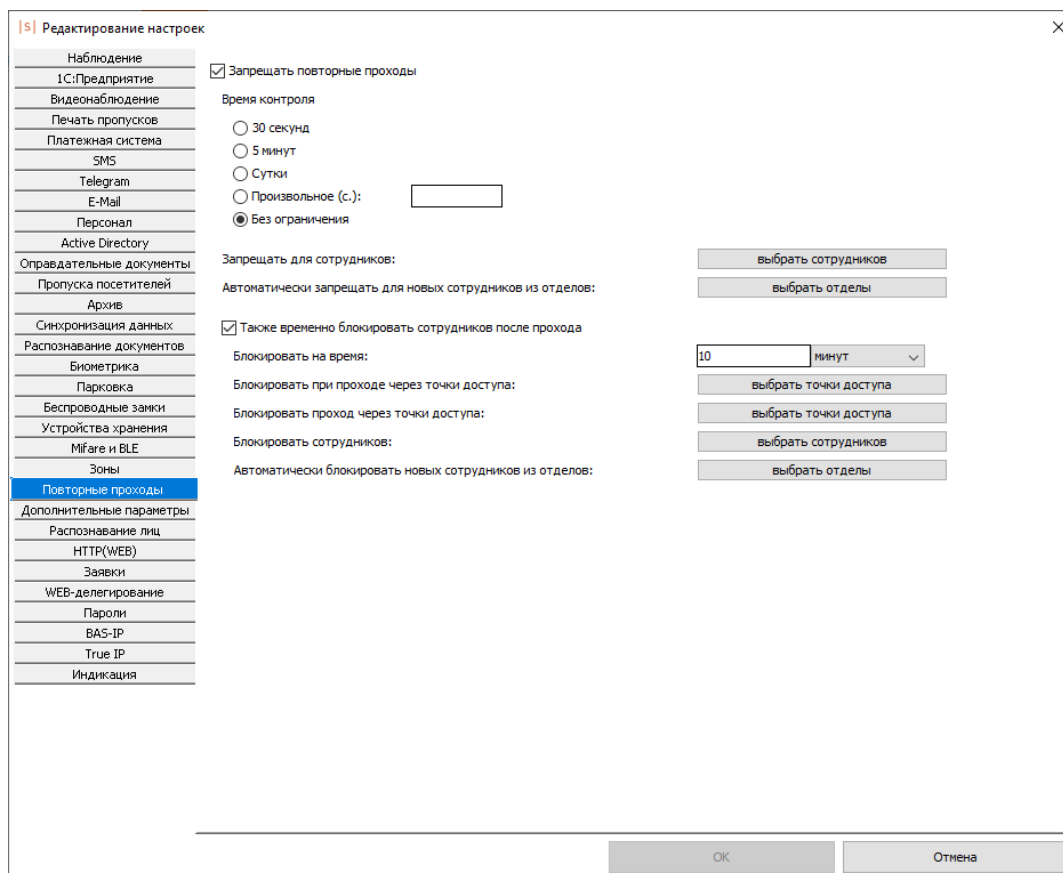 |S| Редактирование настроек
Наблюдение
1С:Предприятие
Видеонаблюдение
Печать пропусков
Платежная система
SMS
Telegram
E-Mail
Персонал
Active Directory
Оправдательные документы
Пропуска посетителей
Архив
Синхронизация данных
Распознавание документов
Биометрика
Парковка
Беспроводные замки
Устройства хранения
Mifare и BLE
Зоны
Повторные проходы
Дополнительные параметры
Распознавание лиц
HTTP(WEB)
Заявки
WEB-делегирование
Пароли
BAS-IP
True IP
Индикация
Запрещать повторные проходы
Время контроля
30 секунд
5 минут
Сутки
Произвольное (с.):
Без ограничения
Запрещать для сотрудников: выбрать сотрудников
Автоматически запрещать для новых сотрудников из отделов: выбрать отделы
Также временно блокировать сотрудников после прохода
Блокировать на время: 10 минут
Блокировать при проходе через точки доступа: выбрать точки доступа
Блокировать проход через точки доступа: выбрать точки доступа
Блокировать сотрудников: выбрать сотрудников
Автоматически блокировать новых сотрудников из отделов: выбрать отделы
OK Отмена